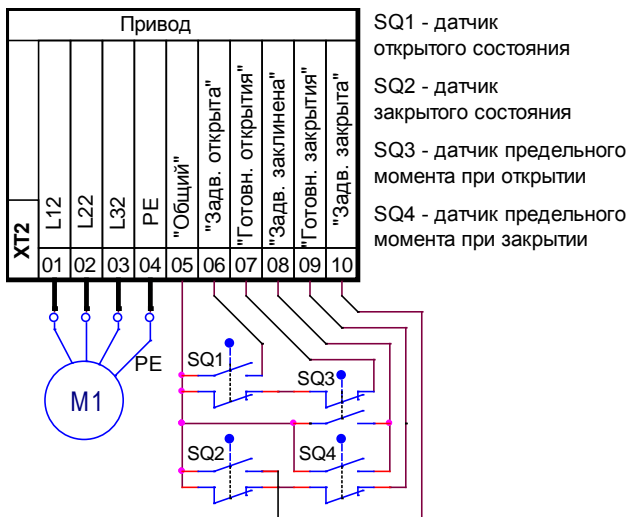 Привод
SQ1 - датчик
открытого состояния
SQ2 - датчик
закрытого состояния
SQ3 - датчик предельного
момента при открытии
SQ4 - датчик предельного
момента при закрытии
XT2
L12
L22
L32
PE
"Общий"
"Задв. открыта"
"Готовн. открытия"
"Задв. заклинена"
"Готовн. закрытия"
"Задв. закрыта"
01 02 03 04 05 06 07 08 09 10
PE
M1
SQ1
SQ3
SQ2
SQ4